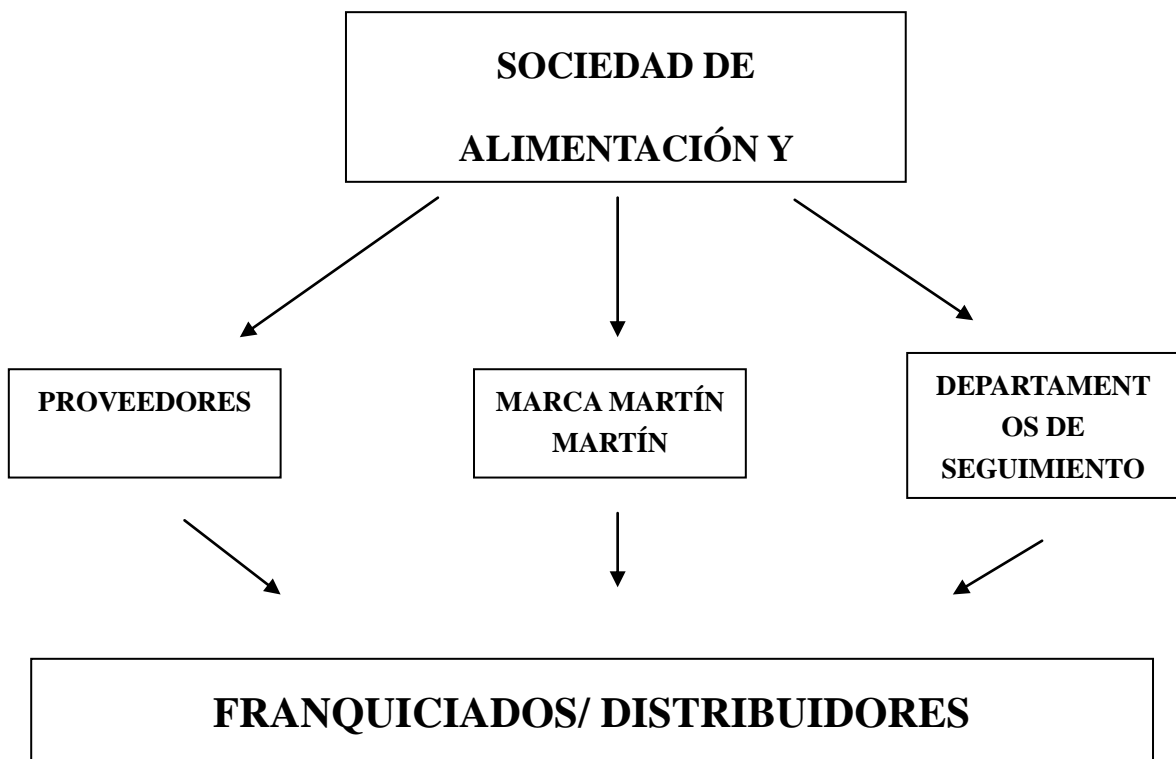 SOCIEDAD DE
ALIMENTACIÓN Y
PROVEEDORES
MARCA MARTÍN
MARTÍN
DEPARTAMENT
OS DE
SEGUIMIENTO
FRANQUICIADOS/ DISTRIBUIDORES